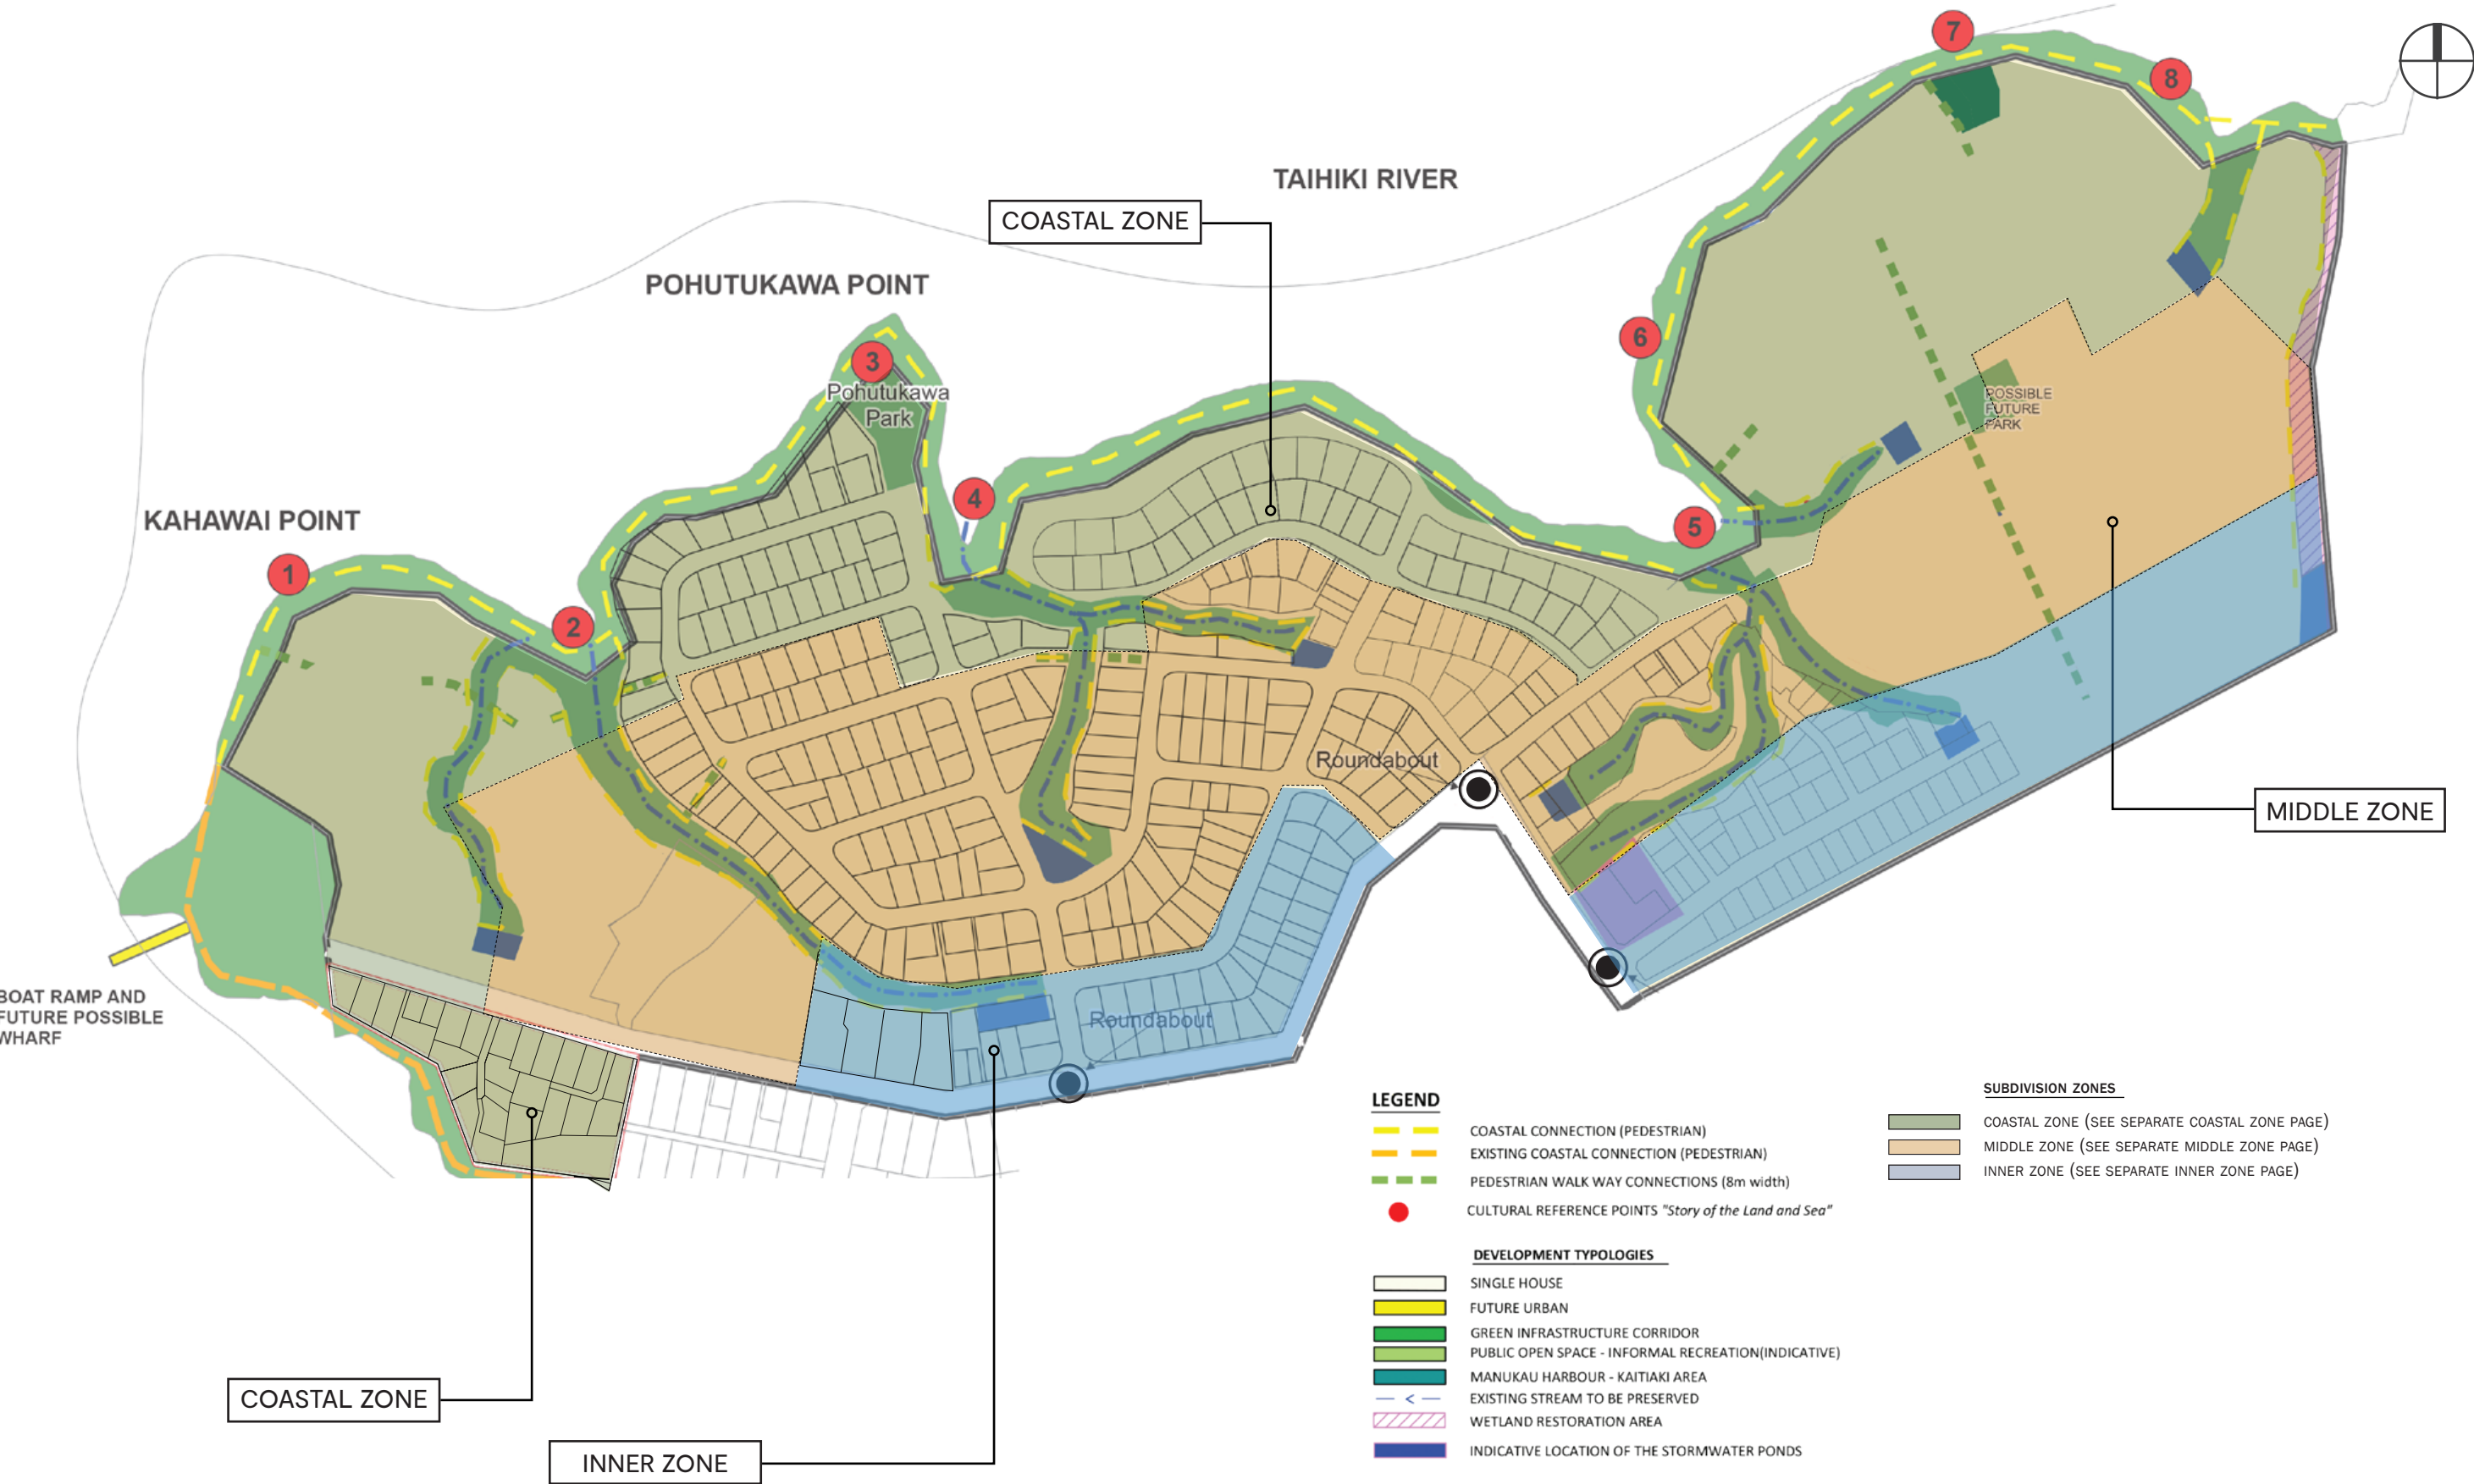 7
8
TAIHIKI RIVER
COASTAL ZONE
POHUTUKAWA POINT
6
3
Pohutukawa
Park
POSSIBLE
FUTURE
PARK
4
5
KAHAWAI POINT
1
2
Roundabout
MIDDLE ZONE
BOAT RAMP AND
FUTURE POSSIBLE
WHARF
Roundabout
COASTAL ZONE
INNER ZONE
LEGEND
COASTAL CONNECTION (PEDESTRIAN)
EXISTING COASTAL CONNECTION (PEDESTRIAN)
PEDESTRIAN WALK WAY CONNECTIONS (8m width)
CULTURAL REFERENCE POINTS "Story of the Land and Sea"
DEVELOPMENT TYPOLOGIES
SINGLE HOUSE
FUTURE URBAN
GREEN INFRASTRUCTURE CORRIDOR
PUBLIC OPEN SPACE - INFORMAL RECREATION(INDICATIVE)
MANUKAU HARBOUR - KAITIAKI AREA
EXISTING STREAM TO BE PRESERVED
WETLAND RESTORATION AREA
INDICATIVE LOCATION OF THE STORMWATER PONDS
SUBDIVISION ZONES
COASTAL ZONE (SEE SEPARATE COASTAL ZONE PAGE)
MIDDLE ZONE (SEE SEPARATE MIDDLE ZONE PAGE)
INNER ZONE (SEE SEPARATE INNER ZONE PAGE)